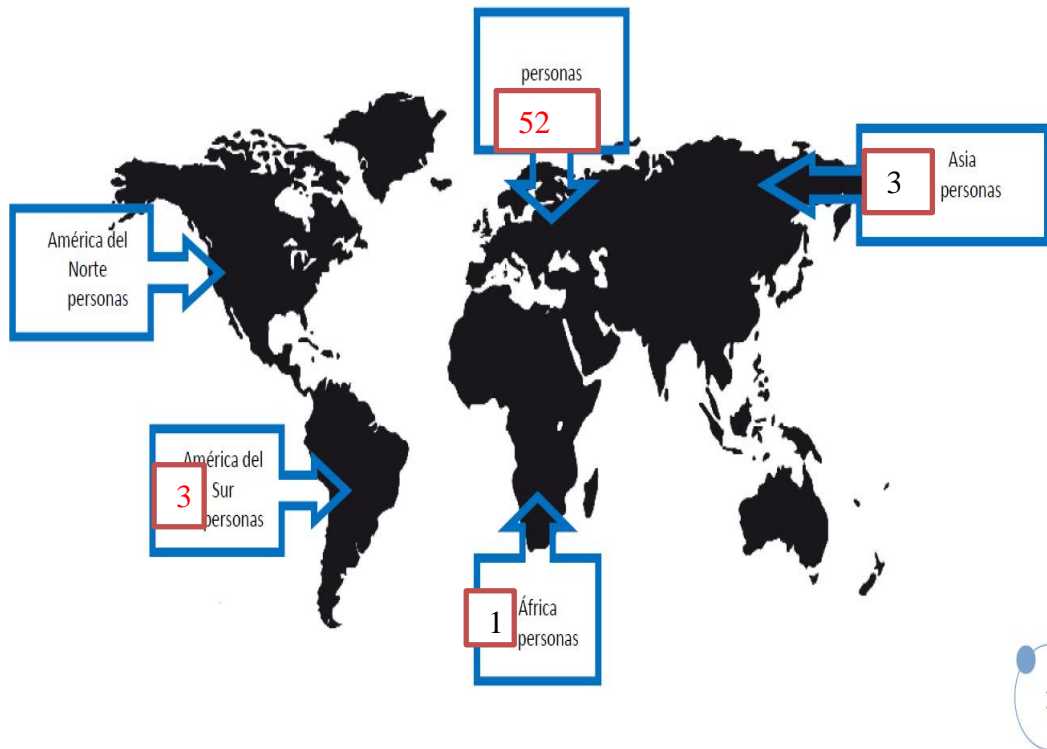 personas
52
Asia
3 personas
América del
Norte
personas
América del
3 Sur
personas
1 África
personas